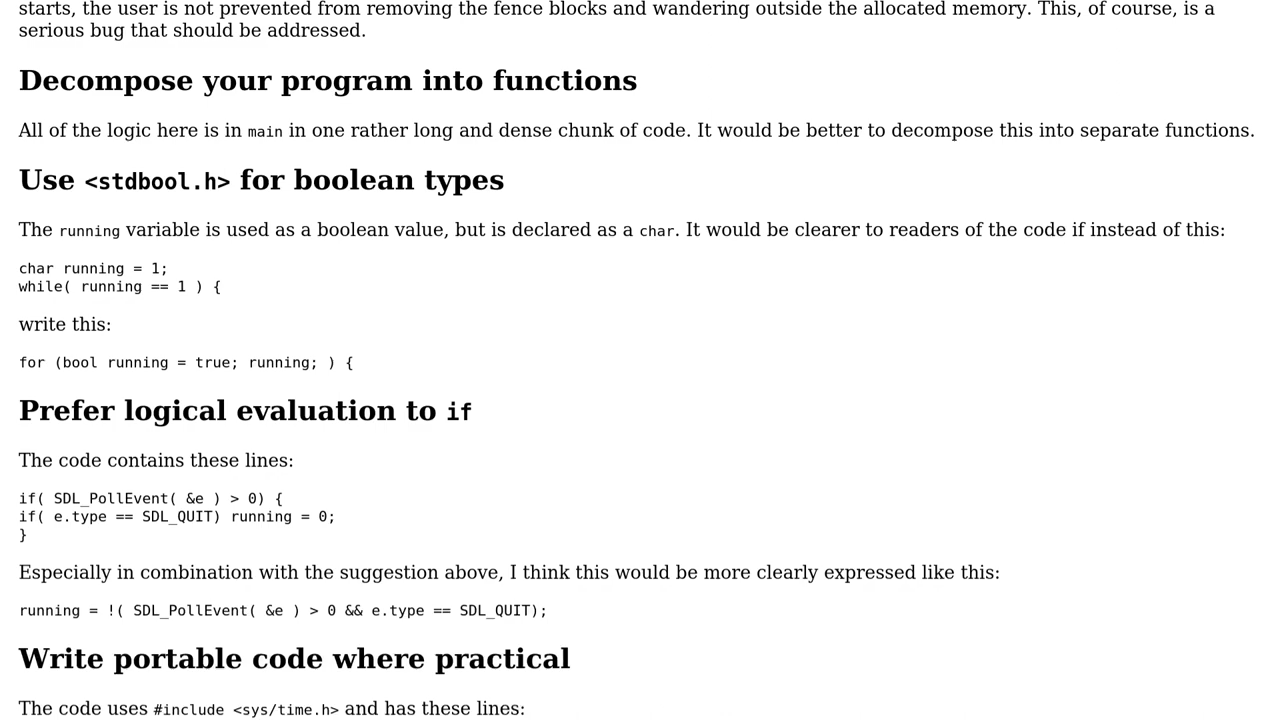 starts, the user is not prevented from removing the fence blocks and wandering outside the allocated memory. This, of course, is a
serious bug that should be addressed.
Decompose your program into functions
All of the logic here is in main in one rather long and dense chunk of code. It would be better to decompose this into separate functions.
Use <stdbool.h> for boolean types
The running variable is used as a boolean value, but is declared as a char. It would be clearer to readers of the code if instead of this:
char running = 1;
while( running == 1 ) {
write this:
for (bool running = true; running; ) {
Prefer logical evaluation to if
The code contains these lines:
if( SDL_PollEvent( &e ) > 0) {
if( e.type == SDL_QUIT) running = 0;
}
Especially in combination with the suggestion above, I think this would be more clearly expressed like this:
running = !( SDL_PollEvent( &e ) > 0 && e.type == SDL_QUIT);
Write portable code where practical
The code uses #include <sys/time.h> and has these lines: